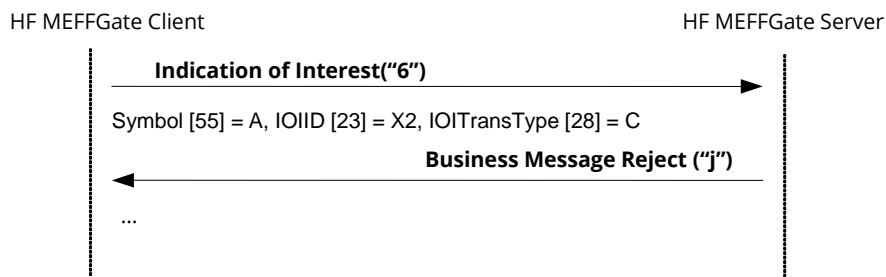 HF MEFFGate Client HF MEFFGate Server
Indication of Interest(“6”)
Symbol [55] = A, IOIID [23] = X2, IOITransType [28] = C
Business Message Reject (“j”)
...